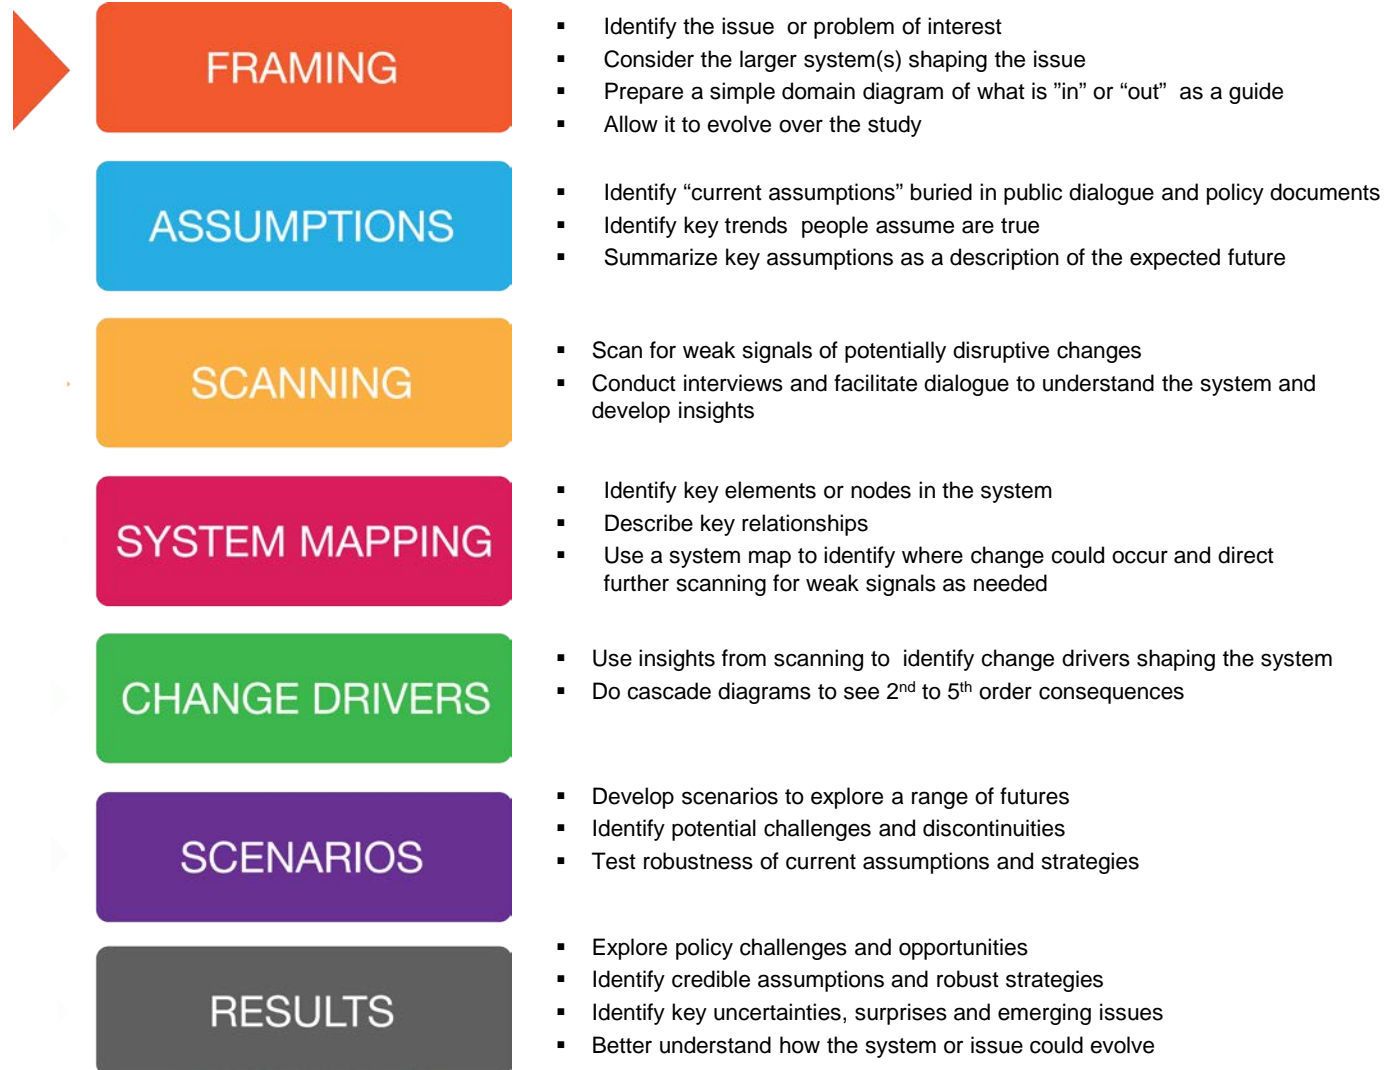 FRAMING
▪ Identify the issue or problem of interest
▪ Consider the larger system(s) shaping the issue
▪ Prepare a simple domain diagram of what is ”in” or “out” as a guide
▪ Allow it to evolve over the study
ASSUMPTIONS
▪ Identify “current assumptions” buried in public dialogue and policy documents
▪ Identify key trends people assume are true
▪ Summarize key assumptions as a description of the expected future
SCANNING
▪ Scan for weak signals of potentially disruptive changes
▪ Conduct interviews and facilitate dialogue to understand the system and
develop insights
SYSTEM MAPPING
▪ Identify key elements or nodes in the system
▪ Describe key relationships
▪ Use a system map to identify where change could occur and direct
further scanning for weak signals as needed
CHANGE DRIVERS
▪ Use insights from scanning to identify change drivers shaping the system
▪ Do cascade diagrams to see 2nd to 5th order consequences
SCENARIOS
▪ Develop scenarios to explore a range of futures
▪ Identify potential challenges and discontinuities
▪ Test robustness of current assumptions and strategies
RESULTS
▪ Explore policy challenges and opportunities
▪ Identify credible assumptions and robust strategies
▪ Identify key uncertainties, surprises and emerging issues
▪ Better understand how the system or issue could evolve